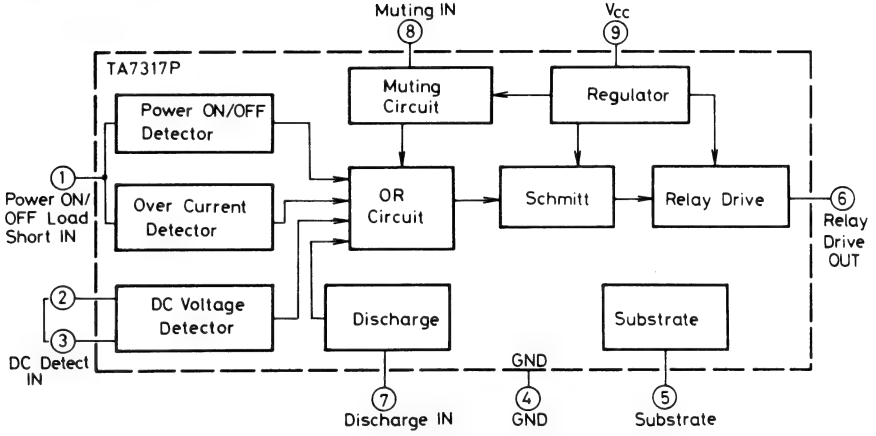 Muting IN
8
Vcc
9
TA7317P
Power ON/OFF
Detector
Muting
Circuit
Regulator
1
Power ON/
OFF Load
Short IN
Over Current
Detector
OR
Circuit
Schmitt
Relay Drive
6
Relay
Drive
OUT
2
3
DC Detect
IN
DC Voltage
Detector
Discharge
Substrate
GND
7
Discharge IN
4
GND
5
Substrate